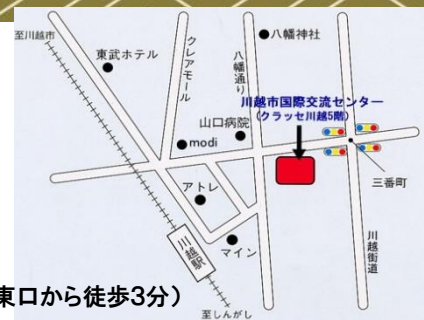 至川越市
東武ホテル
クレアモール
八幡通り
八幡神社
川越市国際交流センター
(クラッセ川越5階)
山口病院
modi
三番町
アトレ
川越駅
マイン
川越街道
至しんがし
東口から徒歩3分)